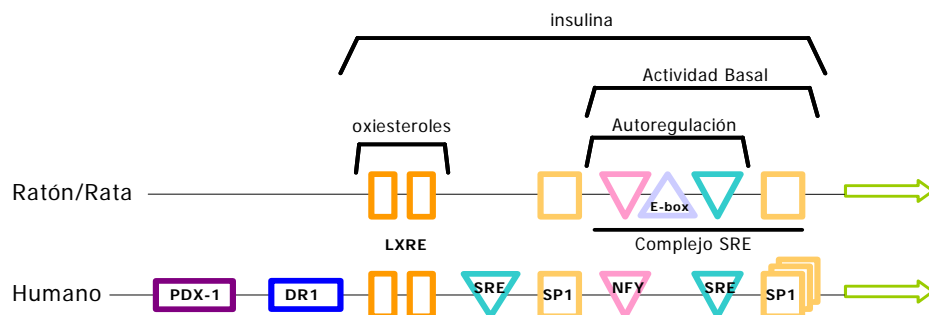 insulina
Actividad Basal
oxiesteroles
Autoregulación
Ratón/Rata
E-box
LXRE
Complejo SRE
Humano
PDX-1
DR1
SRE
SP1
NFY
SRE
SP1